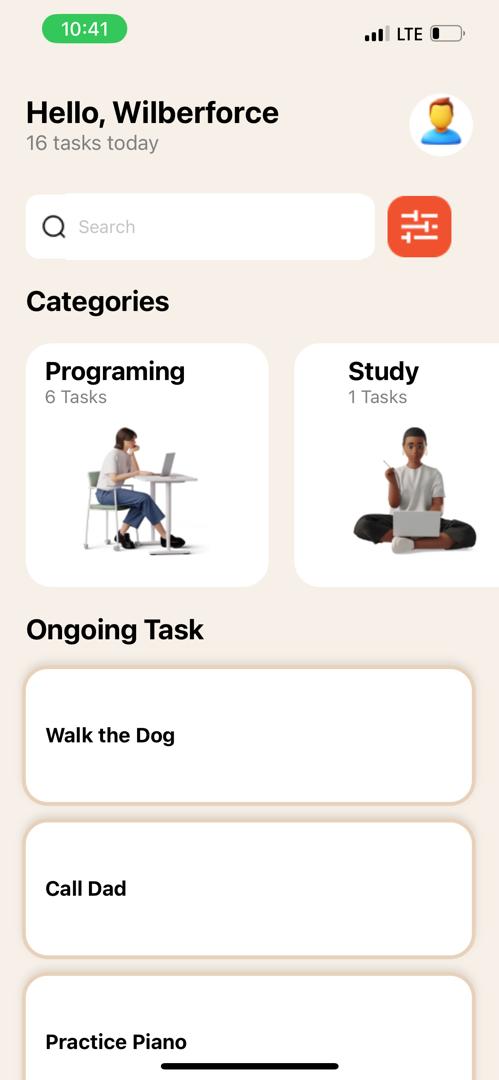 10:41
LTE
Hello, Wilberforce
16 tasks today
Search
Categories
Programing
6 Tasks
Study
1 Tasks
Ongoing Task
Walk the Dog
Call Dad
Practice Piano